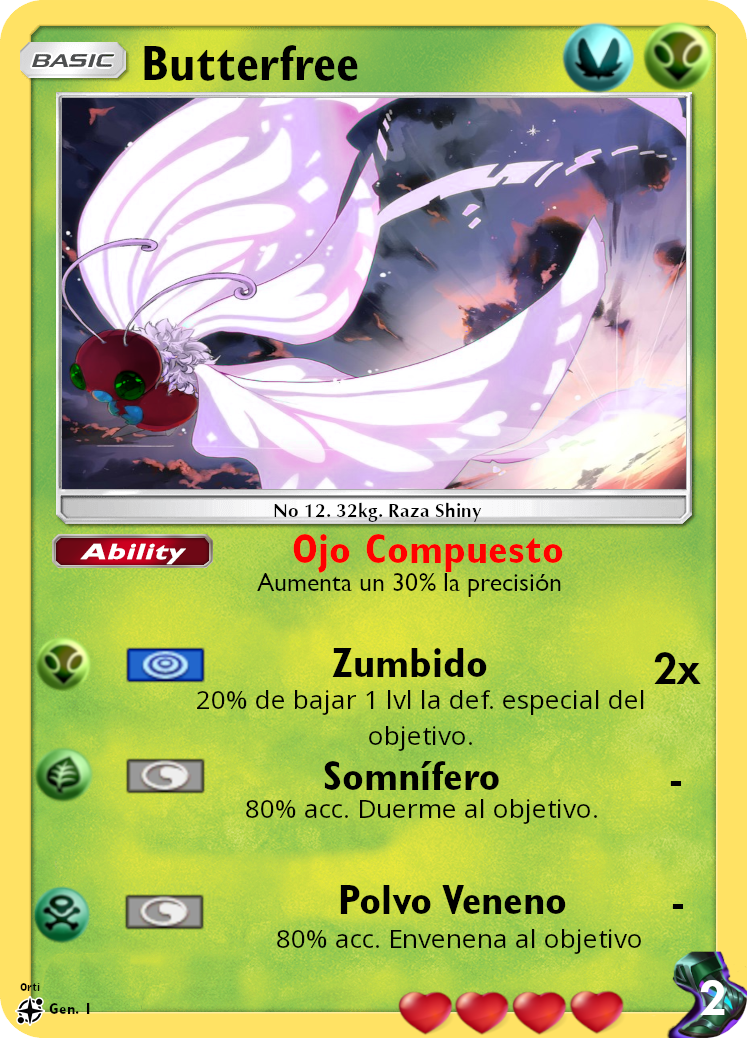 BASIC Butterfree
No 12. 32kg. Raza Shiny
Ability Ojo Compuesto
Aumenta un 30% la precisión
Zumbido 2x
20% de bajar 1 lvl la def. especial del
objetivo.
Somnífero -
80% acc. Duerme al objetivo.
Polvo Veneno -
80% acc. Envenena al objetivo
Orti
Gen. I
2